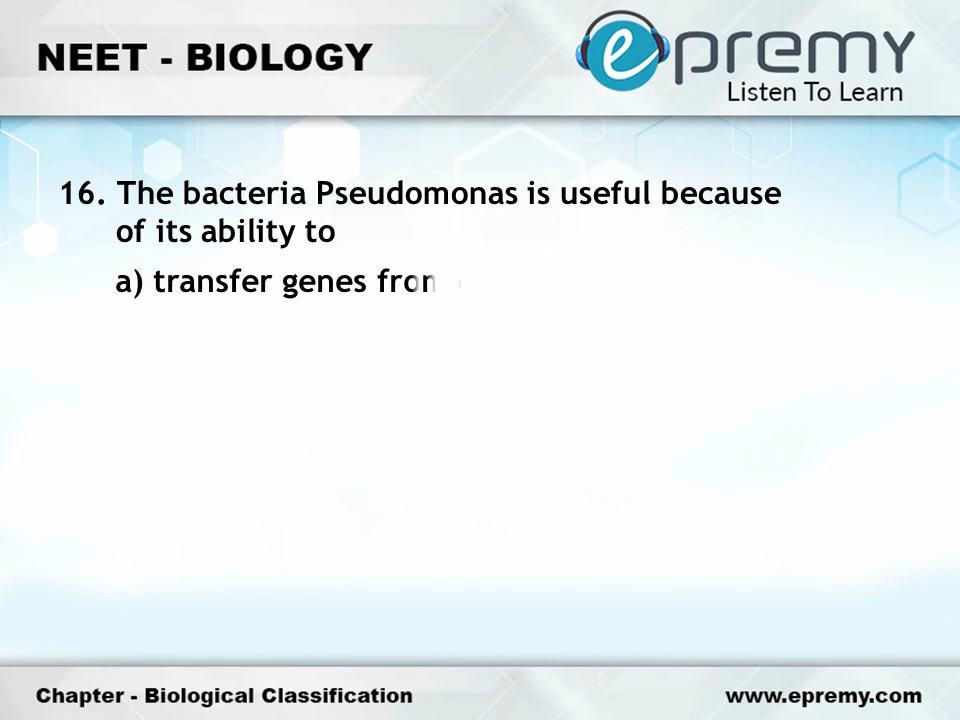 NEET - BIOLOGY
epremy
Listen To Learn
16. The bacteria Pseudomonas is useful because
of its ability to
a) transfer genes from
Chapter - Biological Classification
www.epremy.com